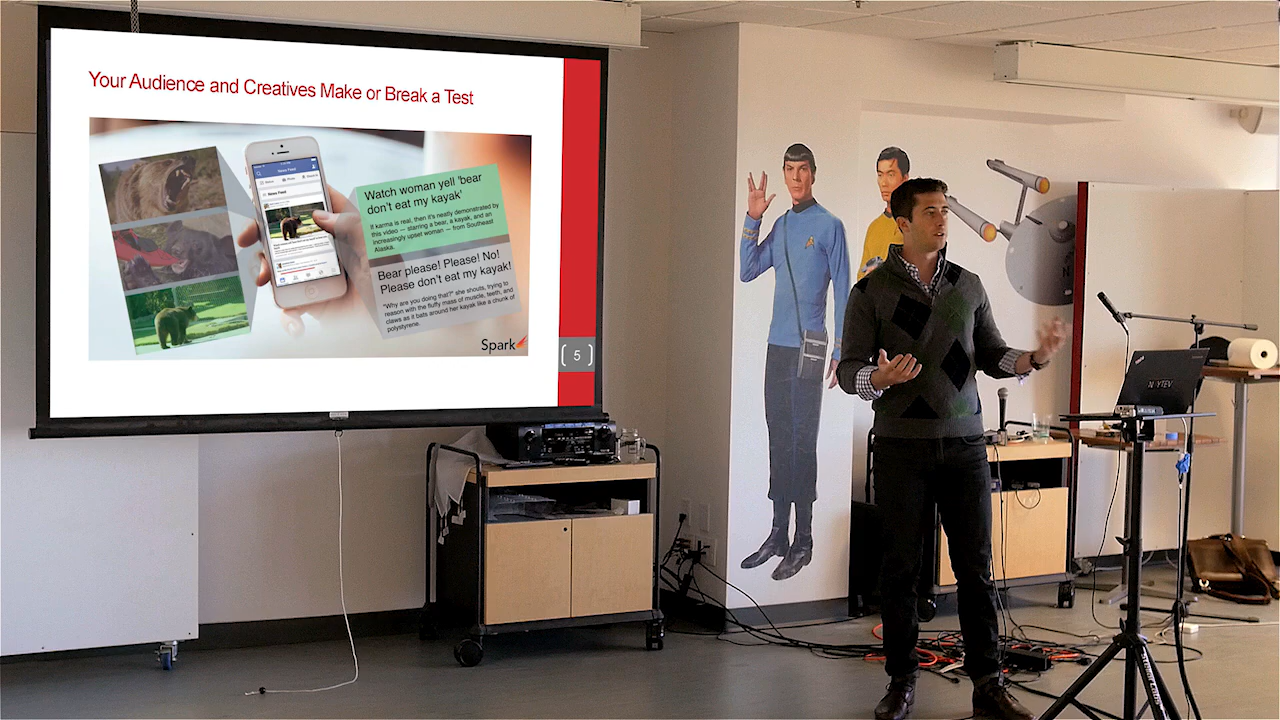 Your Audience and Creatives Make or Break a Test
News Feed
News Feed
Watch woman yell 'bear
don't eat my kayak'
If karma is real, then it's neatly demonstrated by
this video — starring a bear, a kayak, and an
increasingly upset woman — from Southeast
Alaska.
Bear please! Please! No!
Please don't eat my kayak!
"Why are you doing that?" she shouts, trying to
reason with the fluffy mass of muscle, teeth, and
claws as it bats around her kayak like a chunk of
polystyrene.
Spark
5